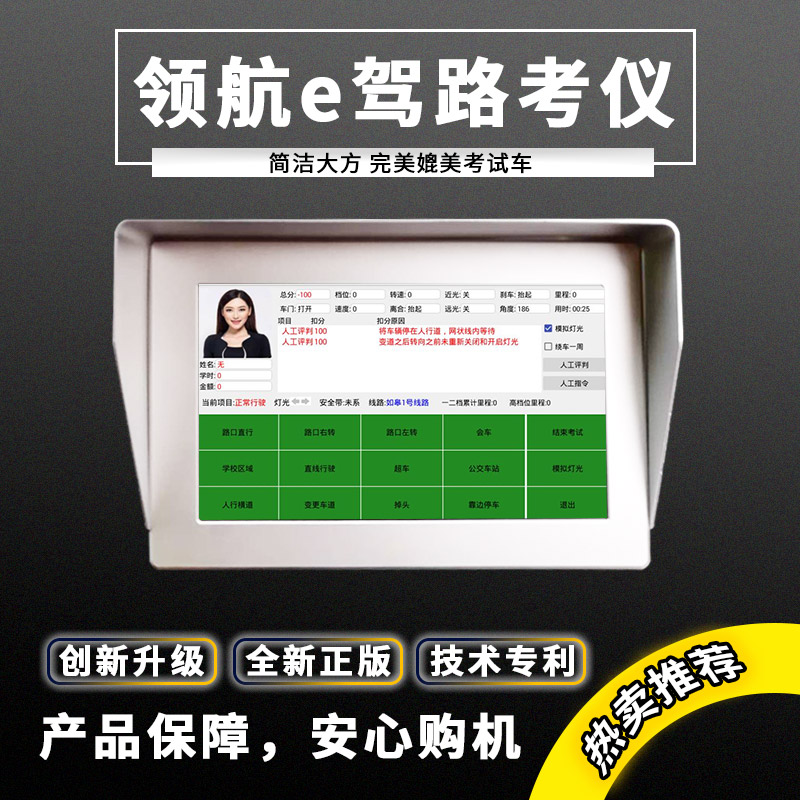 领航e驾路考仪
简洁大方 完美媲美考试车
总分: -100 档位: 0 转速: 0 近光: 关 刹车: 抬起 里程: 0
车门: 打开 速度: 0 离合: 抬起 远光: 关 角度: 186 用时: 00:25
项目 扣分 扣分原因
人工评判 100 将车辆停在人行道，网状线内等待
人工评判 100 变道之后转向之前未重新关闭和开启灯光
模拟灯光
绕车一周
人工评判
人工指令
姓名: 无
学时: 0
金额: 0
当前项目:正常行驶 灯光 安全带:未系 线路:如皋1号线路 一二档累计里程:0 高档位里程:0
路口直行 路口右转 路口左转 会车 结束考试
学校区域 直线行驶 超车 公交车站 模拟灯光
人行横道 变更车道 掉头 靠边停车 退出
创新升级 全新正版 技术专利
产品保障，安心购机
热卖推荐